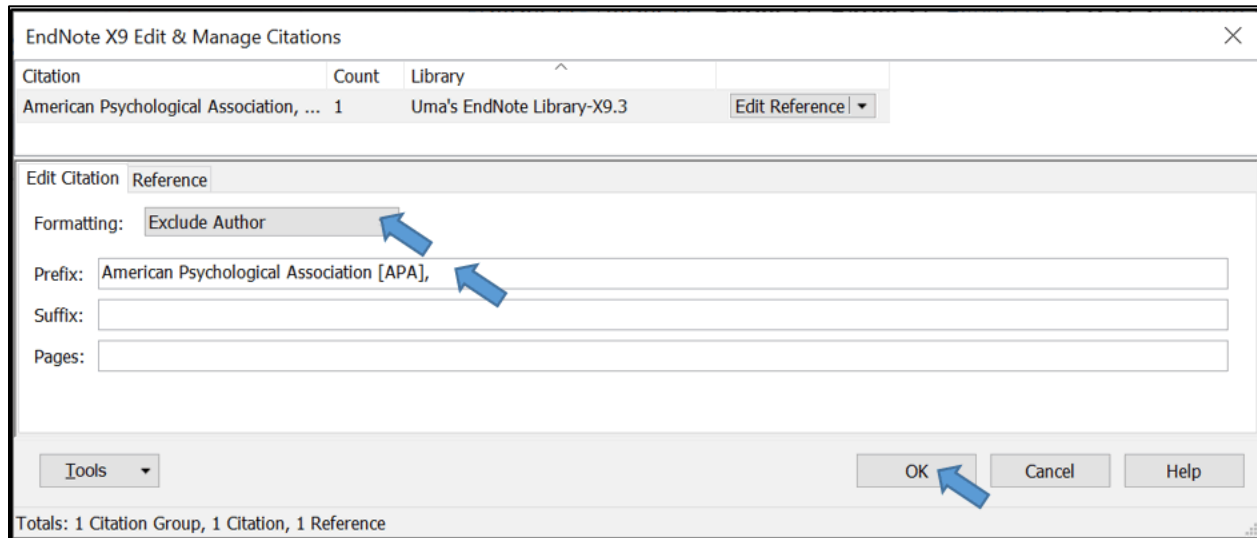 EndNote X9 Edit & Manage Citations
Citation Count Library
American Psychological Association, ... 1 Uma's EndNote Library-X9.3 Edit Reference
Edit Citation Reference
Formatting: Exclude Author
Prefix: American Psychological Association [APA],
Suffix:
Pages:
Tools OK Cancel Help
Totals: 1 Citation Group, 1 Citation, 1 Reference